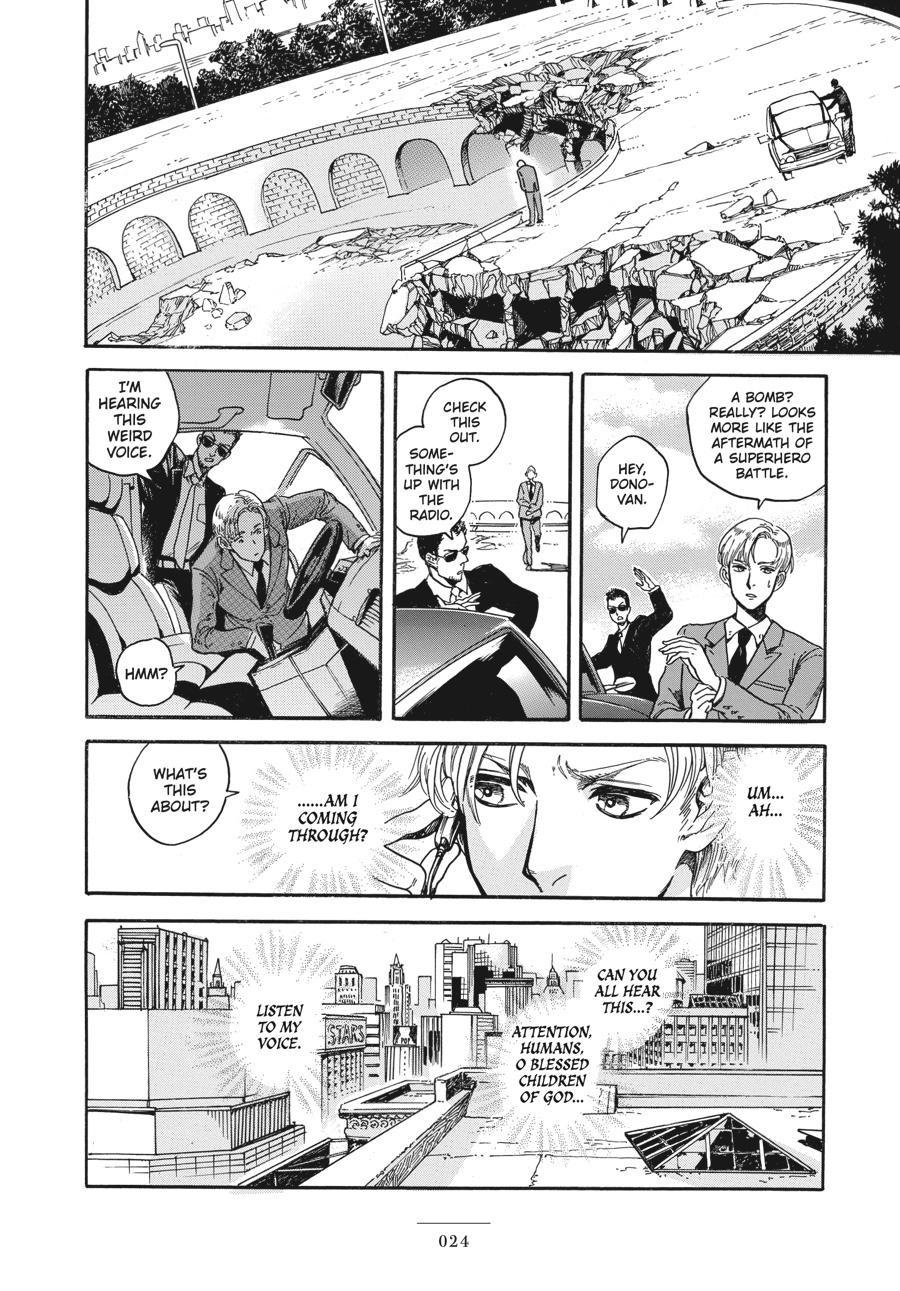 A BOMB?
REALLY? LOOKS
MORE LIKE THE
AFTERMATH OF
A SUPERHERO
BATTLE.
HEY,
DONO-
VAN.
CHECK
THIS
OUT.
SOME-
THING'S
UP WITH
THE
RADIO.
I'M
HEARING
THIS
WEIRD
VOICE.
HMM?
UM...
AH...
......AM I
COMING
THROUGH?
WHAT'S
THIS
ABOUT?
CAN YOU
ALL HEAR
THIS...?
ATTENTION,
HUMANS,
O BLESSED
CHILDREN
OF GOD...
LISTEN
TO MY
VOICE.
STARS
POP
024